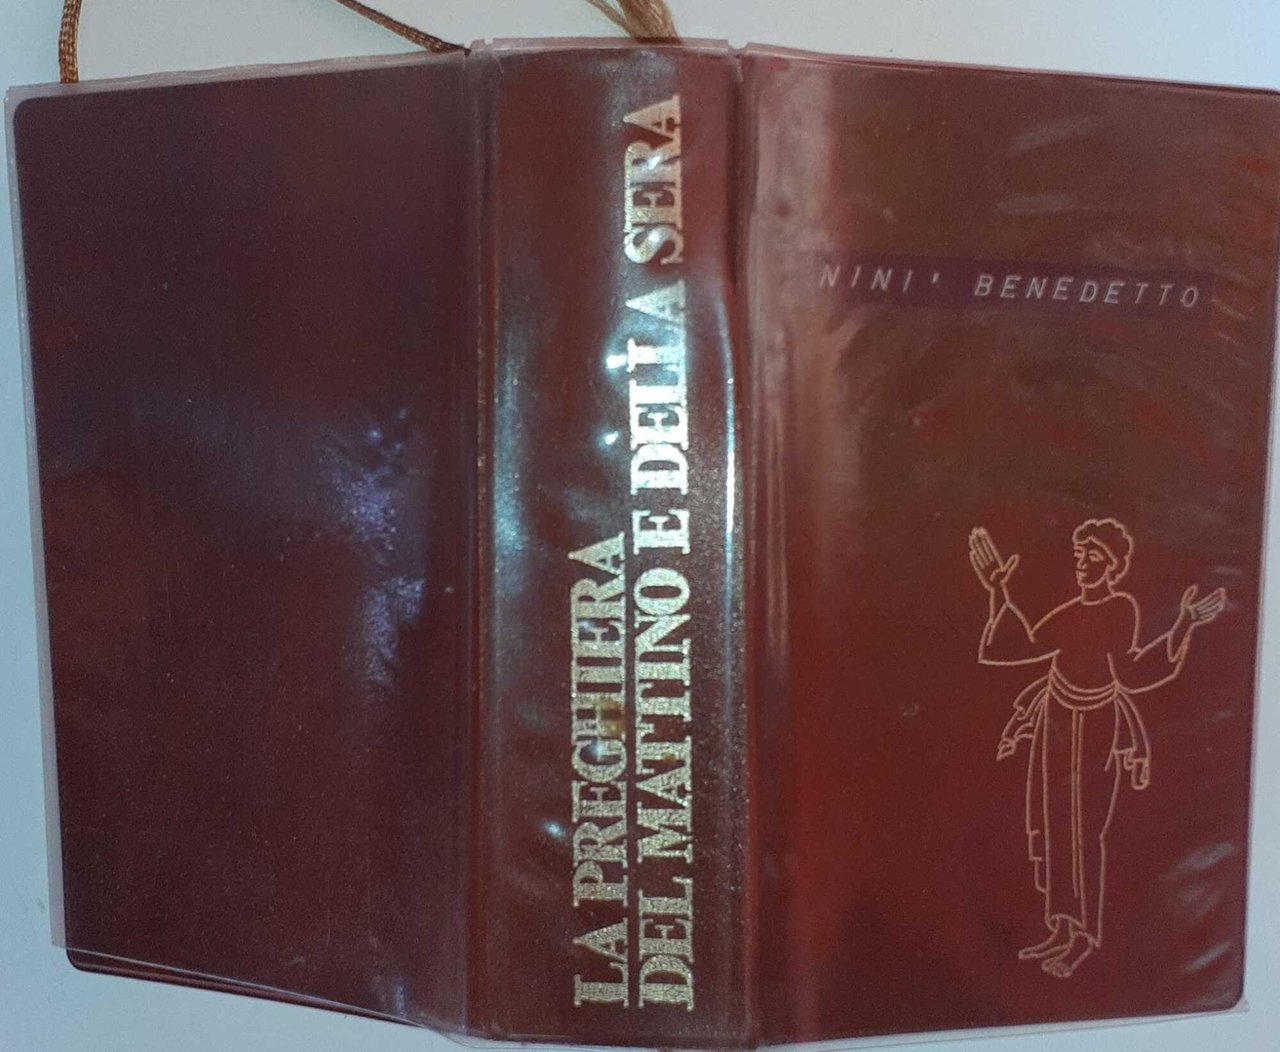 LA PREGHIERA
DEL MATTINO E DELLA SERA
NINI' BENEDETTO